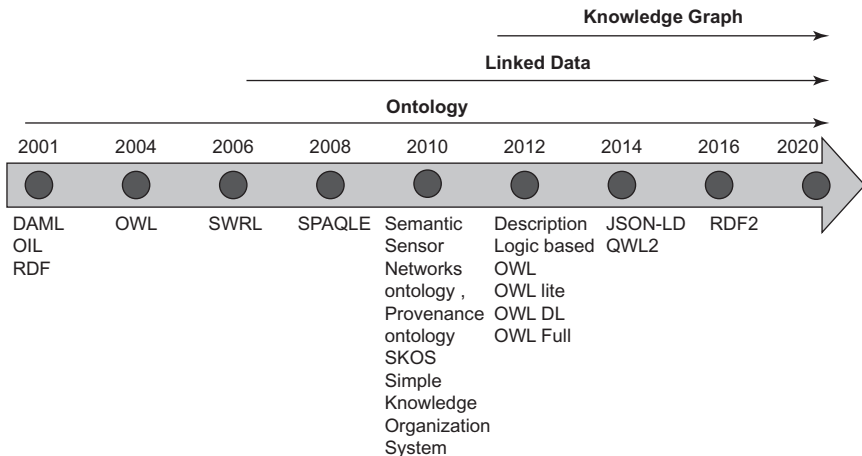 Knowledge Graph
Linked Data
Ontology
2001 2004 2006 2008 2010 2012 2014 2016 2020
DAML
OIL
RDF
OWL
SWRL
SPAQLE
Semantic
Sensor
Networks
ontology ,
Provenance
ontology
SKOS
Simple
Knowledge
Organization
System
Description
Logic based
OWL
OWL lite
OWL DL
OWL Full
JSON-LD
QWL2
RDF2